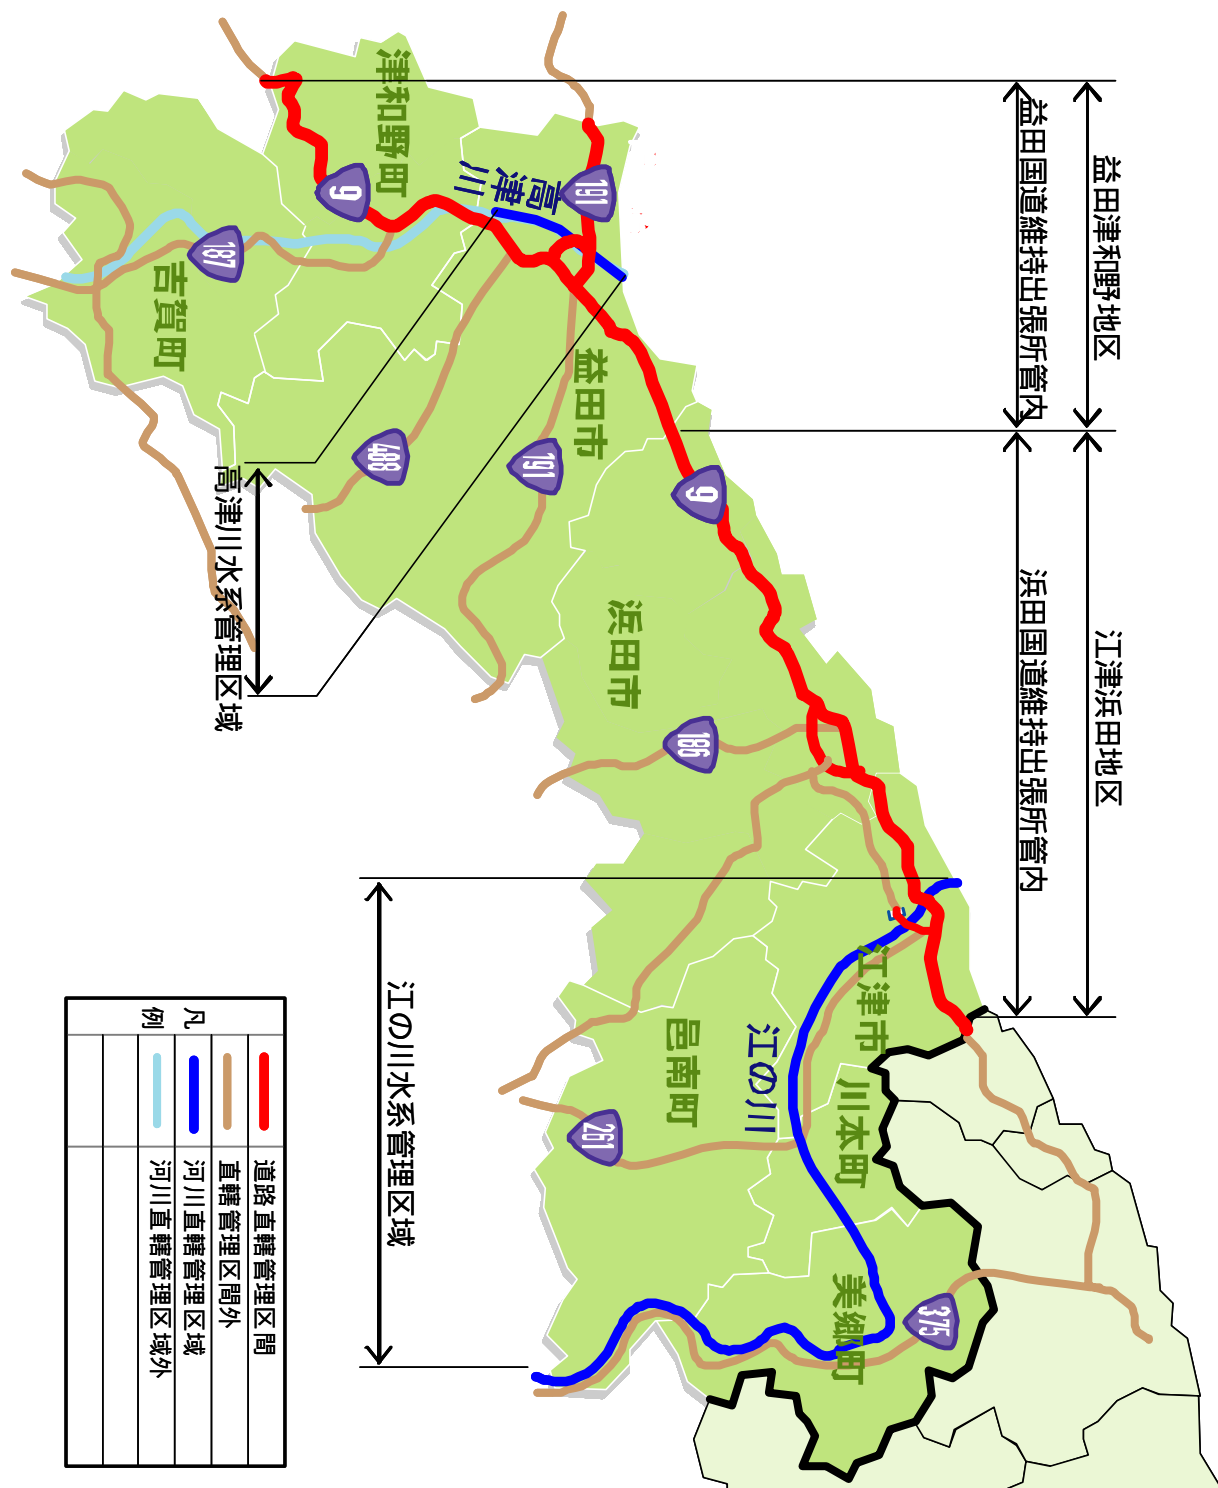 益田津和野地区
江津浜田地区
益田国道維持出張所管内
浜田国道維持出張所管内
津和野町
高津
川
9
191
187
吉賀町
益田市
488
191
9
高津川水系管理区域
浜田市
186
江津市
江の川
川本町
邑南町
261
江の川水系管理区域
美郷町
375
凡
例
道路直轄管理区間
直轄管理区間外
河川直轄管理区域
河川直轄管理区域外